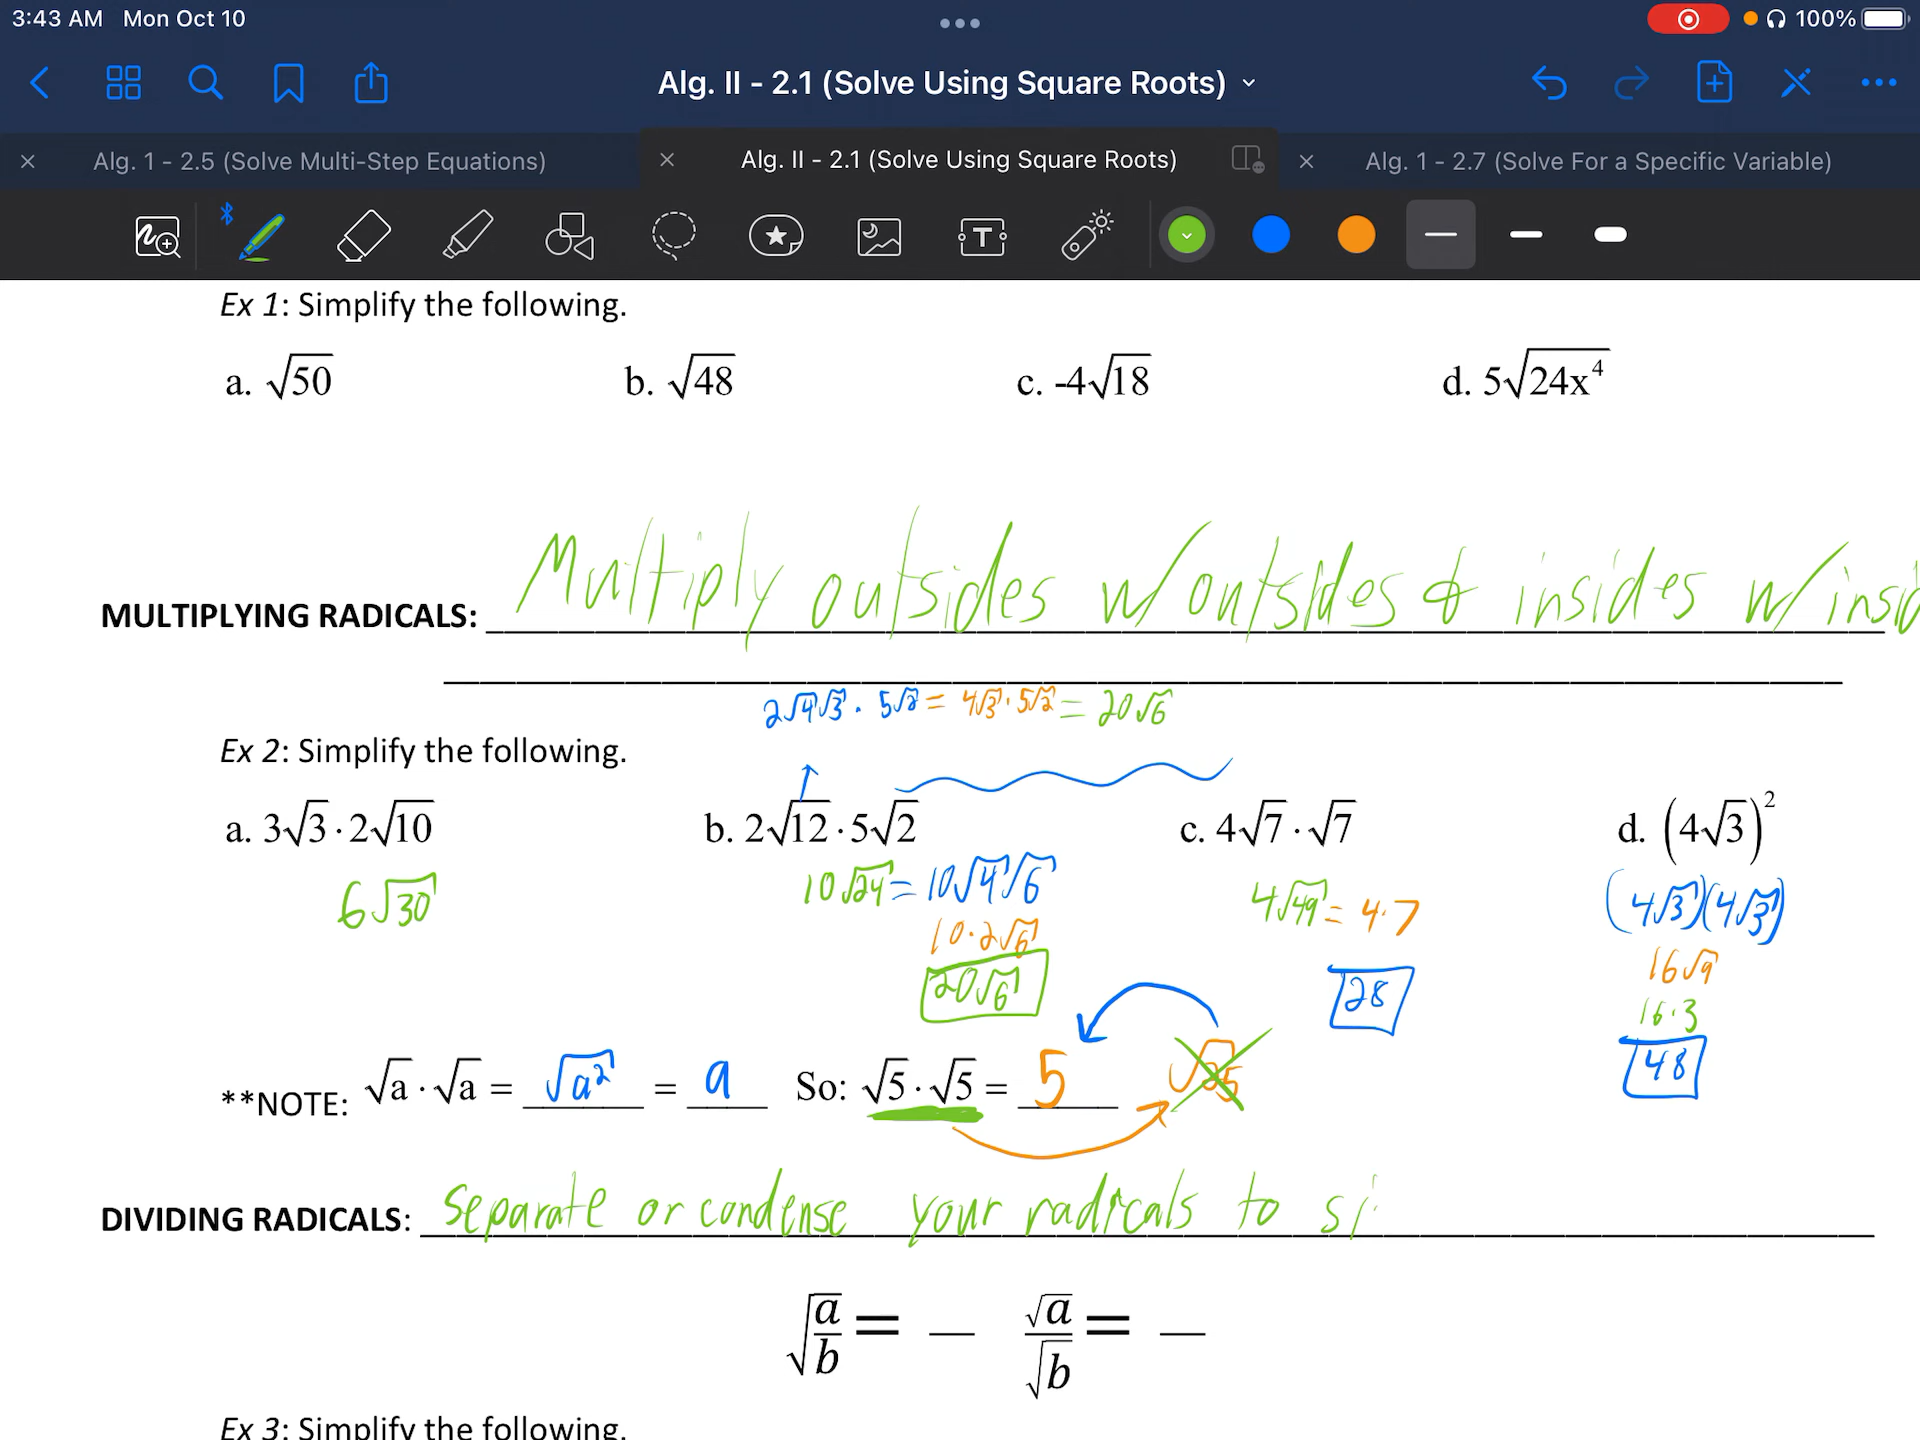 3:43 AM Mon Oct 10 100%
Alg. II - 2.1 (Solve Using Square Roots)
Alg. 1 - 2.5 (Solve Multi-Step Equations) Alg. II - 2.1 (Solve Using Square Roots) Alg. 1 - 2.7 (Solve For a Specific Variable)
Ex 1: Simplify the following.
a. √50 b. √48 c. -4√18 d. 5√24x⁴
Multiply outsides w/ outsides & insides w/ insid
MULTIPLYING RADICALS:
2√4√3 · 5√2 = 4√3 · 5√2 = 20√6
Ex 2: Simplify the following.
a. 3√3 · 2√10 b. 2√12 · 5√2 c. 4√7 · √7 d. (4√3)²
6√30 10√24 = 10√4√6 4√49 = 4·7 (4√3)(4√3)
10·2√6 16√9
20√6 28 16·3
48
**NOTE: √a · √a = √a² = a So: √5 · √5 = 5 √25
DIVIDING RADICALS: Separate or condense your radicals to si
√(a/b) = — √a/√b = —
Ex 3: Simplify the following.